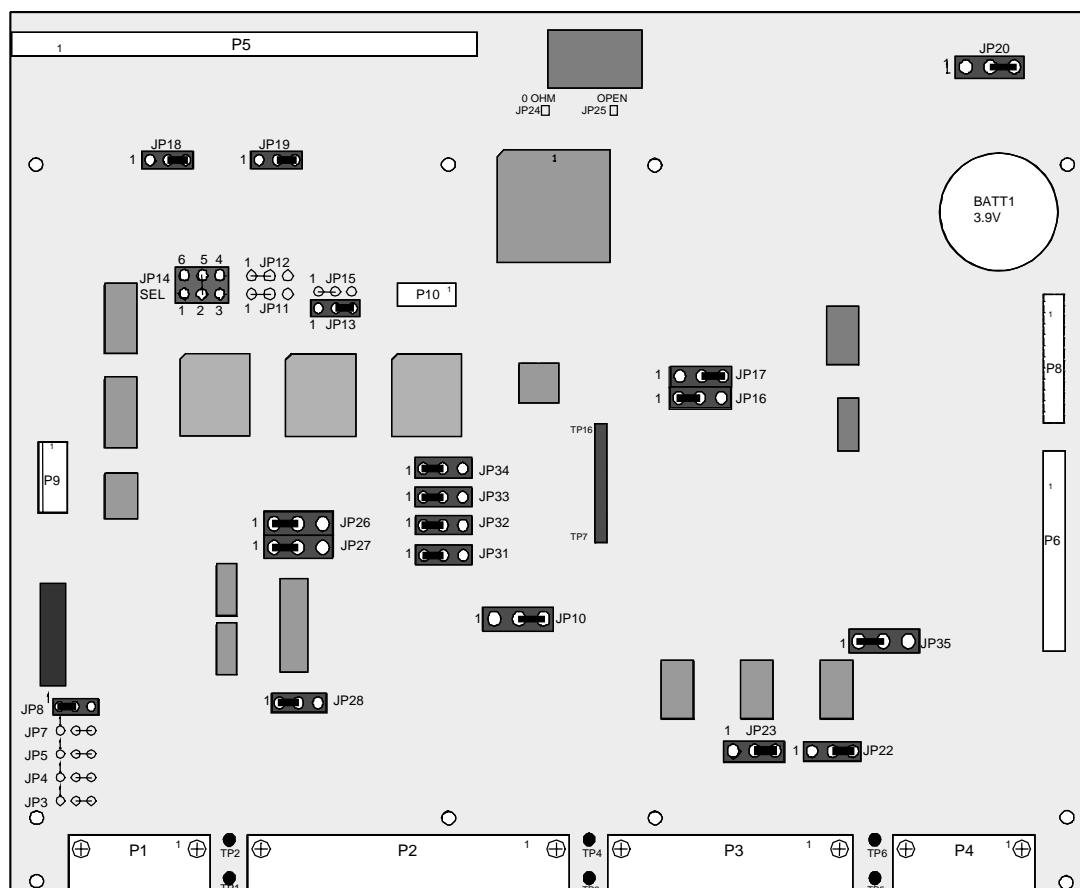 P5
1
JP20
1
0 OHM OPEN
JP24 JP25
JP18
1
JP19
1
1
BATT1
3.9V
6 5 4
JP14
SEL
1 2 3
1 JP12
1 JP11
1 JP15
1 JP13
P10 1
1
P8
1 JP17
1 JP16
TP16
TP7
1
P9
1 JP34
1 JP33
1 JP32
1 JP31
1 JP26
1 JP27
1
P6
1 JP10
1 JP35
1
JP8
JP7
JP5
JP4
JP3
1 JP28
1 JP23
1 JP22
P1 1
TP2
P2 1
TP4
P3 1
TP6
P4 1
TP1